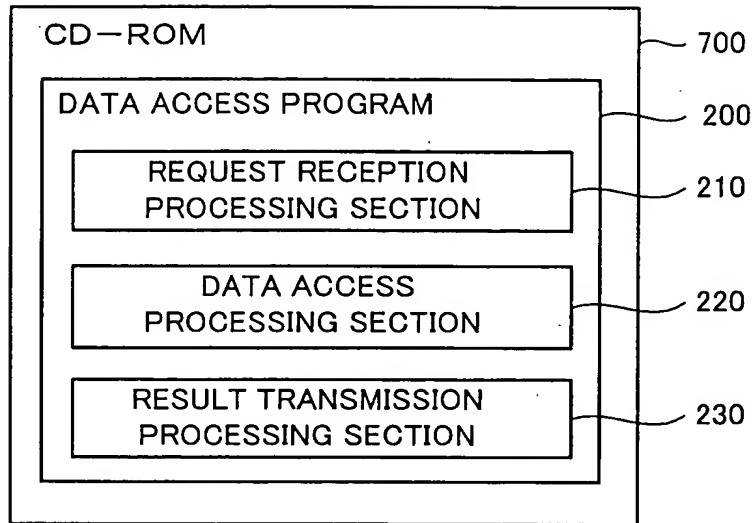 CD-ROM
700
DATA ACCESS PROGRAM
200
REQUEST RECEPTION
PROCESSING SECTION
210
DATA ACCESS
PROCESSING SECTION
220
RESULT TRANSMISSION
PROCESSING SECTION
230